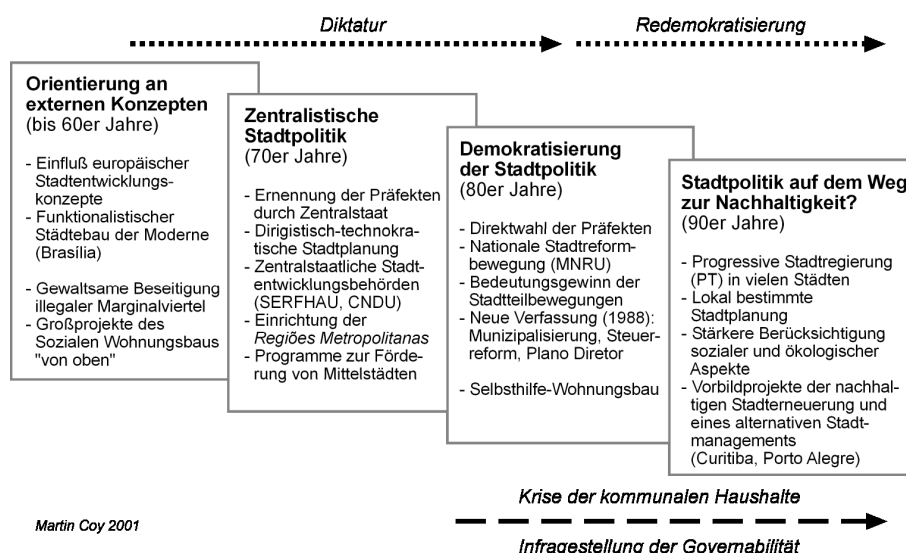 Diktatur
Redemokratisierung
Orientierung an
externen Konzepten
(bis 60er Jahre)
- Einfluß europäischer
Stadtentwicklungs-
konzepte
- Funktionalistischer
Städtebau der Moderne
(Brasília)
- Gewaltsame Beseitigung
illegaler Marginalviertel
- Großprojekte des
Sozialen Wohnungsbaus
"von oben"
Zentralistische
Stadtpolitik
(70er Jahre)
- Ernennung der Präfekten
durch Zentralstaat
- Dirigistisch-technokra-
tische Stadtplanung
- Zentralstaatliche Stadt-
entwicklungsbehörden
(SERFHAU, CNDU)
- Einrichtung der
Regiões Metropolitanas
- Programme zur Förde-
rung von Mittelstädten
Demokratisierung
der Stadtpolitik
(80er Jahre)
- Direktwahl der Präfekten
- Nationale Stadtreform-
bewegung (MNRU)
- Bedeutungsgewinn der
Stadtteilbewegungen
- Neue Verfassung (1988):
Munizipalisierung, Steuer-
reform, Plano Diretor
- Selbsthilfe-Wohnungsbau
Stadtpolitik auf dem Weg
zur Nachhaltigkeit?
(90er Jahre)
- Progressive Stadtregierung
(PT) in vielen Städten
- Lokal bestimmte
Stadtplanung
- Stärkere Berücksichtigung
sozialer und ökologischer
Aspekte
- Vorbildprojekte der nachhal-
tigen Stadterneuerung und
eines alternativen Stadt-
managements
(Curitiba, Porto Alegre)
Krise der kommunalen Haushalte
Martin Coy 2001
Infragestellung der Governabilität